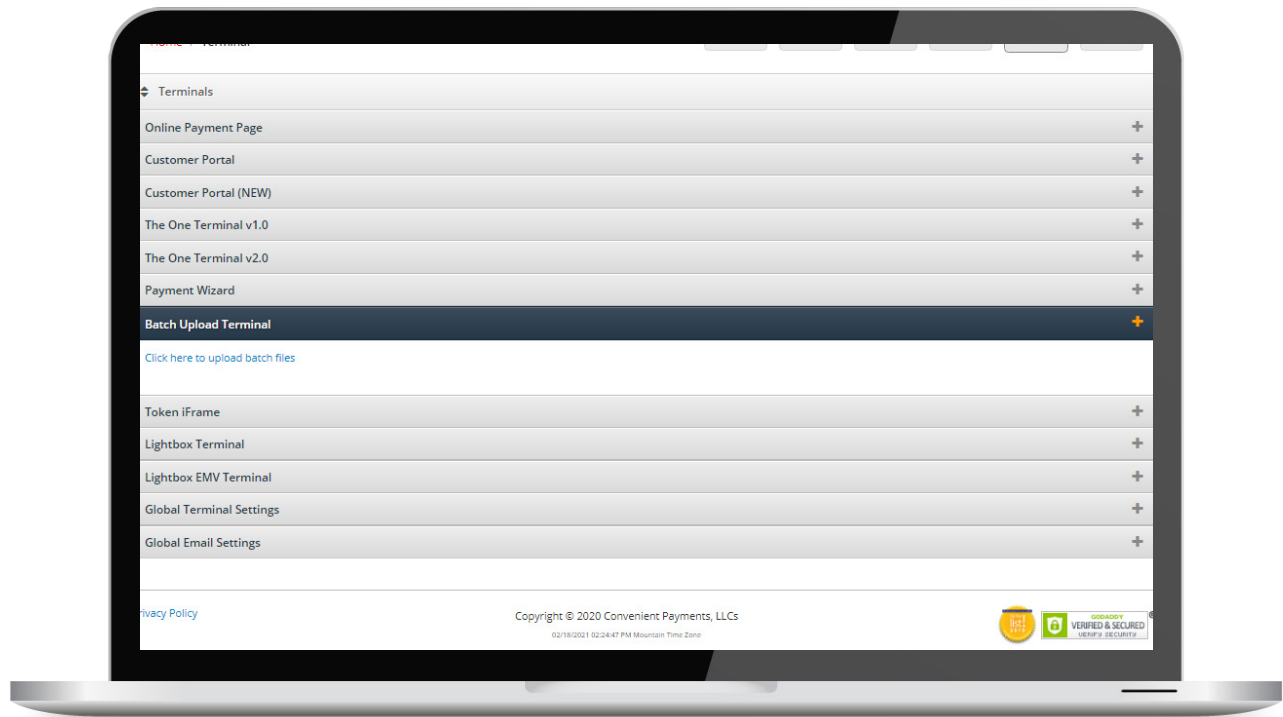 Home / Terminal
Terminals
Online Payment Page
Customer Portal
Customer Portal (NEW)
The One Terminal v1.0
The One Terminal v2.0
Payment Wizard
Batch Upload Terminal
Click here to upload batch files
Token iFrame
Lightbox Terminal
Lightbox EMV Terminal
Global Terminal Settings
Global Email Settings
rivacy Policy
Copyright © 2020 Convenient Payments, LLCs
02/18/2021 02:24:47 PM Mountain Time Zone
list!
GODADDY
VERIFIED & SECURED
VERIFY SECURITY